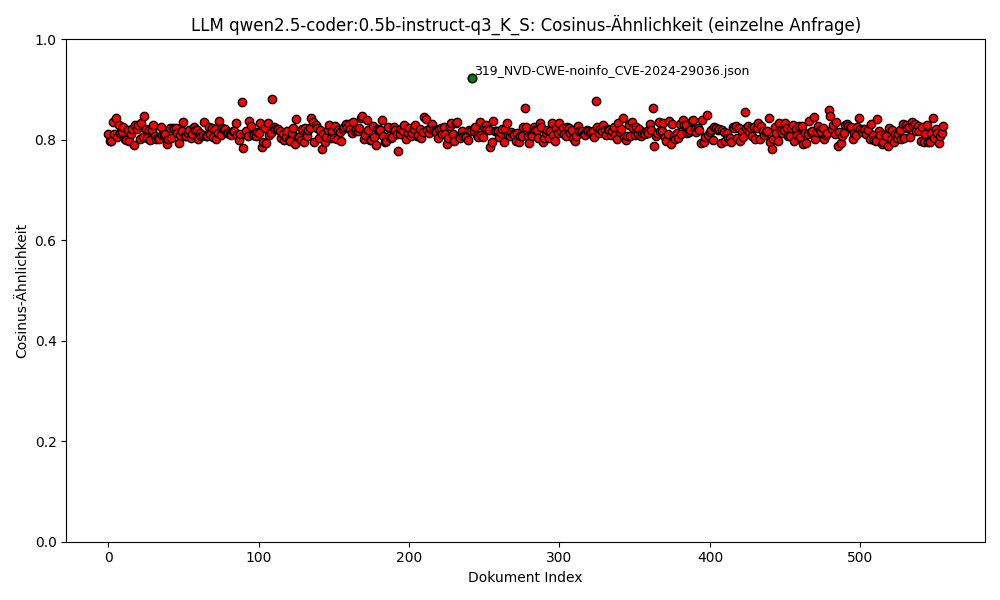 LLM qwen2.5-coder:0.5b-instruct-q3_K_S: Cosinus-Ähnlichkeit (einzelne Anfrage)
1.0
319_NVD-CWE-noinfo_CVE-2024-29036.json
0.8
0.6
Cosinus-Ähnlichkeit
0.4
0.2
0.0
0 100 200 300 400 500
Dokument Index